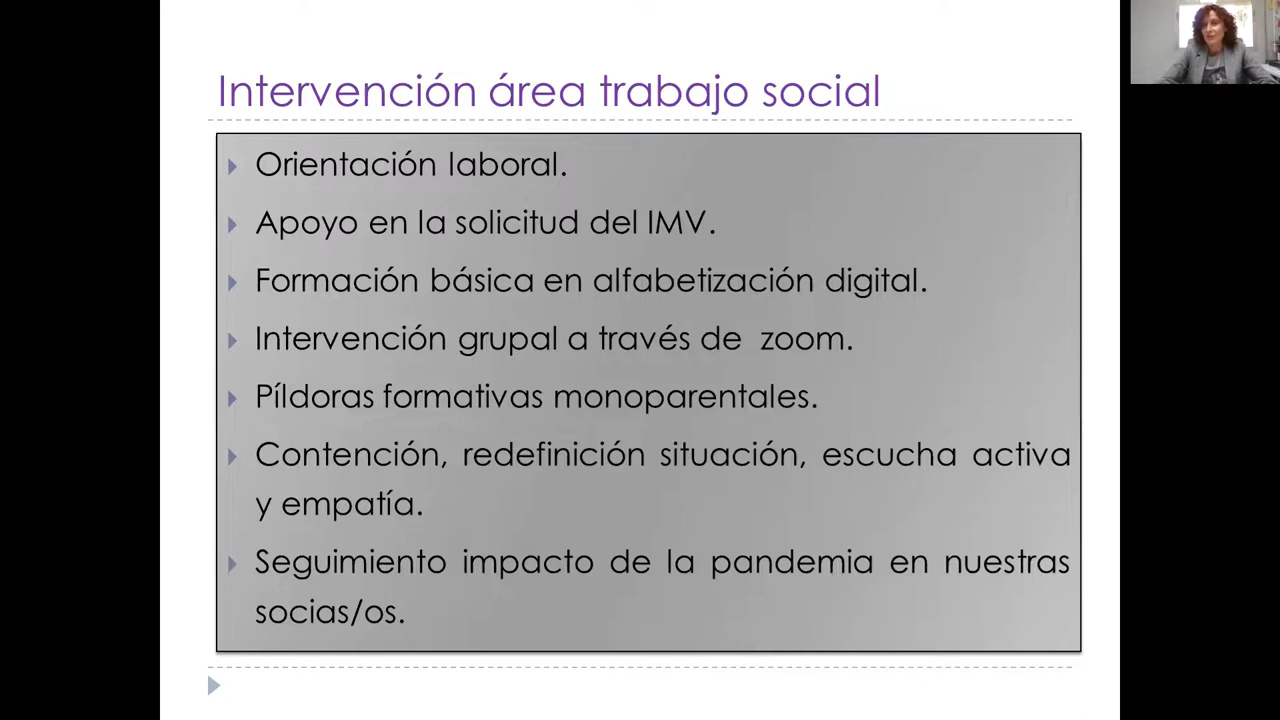 Intervención área trabajo social
Orientación laboral.
Apoyo en la solicitud del IMV.
Formación básica en alfabetización digital.
Intervención grupal a través de zoom.
Píldoras formativas monoparentales.
Contención, redefinición situación, escucha activa
y empatía.
Seguimiento impacto de la pandemia en nuestras
socias/os.